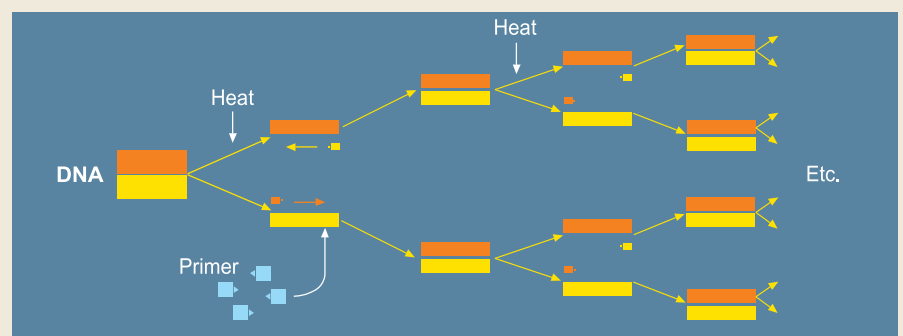 Heat
Heat
DNA
Etc.
Primer